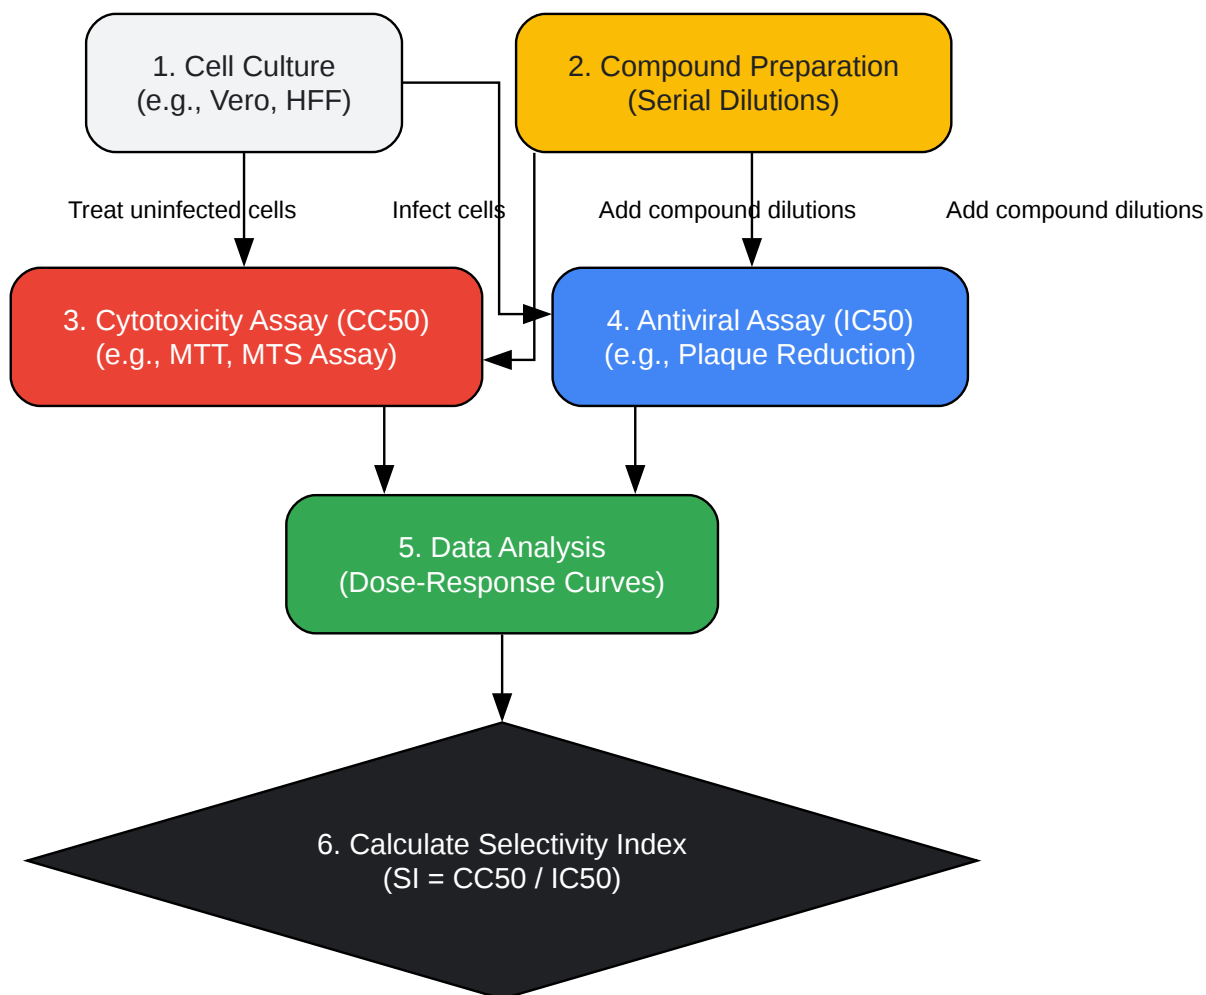 1. Cell Culture
(e.g., Vero, HFF)
2. Compound Preparation
(Serial Dilutions)
Treat uninfected cells
Infect cells
Add compound dilutions
Add compound dilutions
3. Cytotoxicity Assay (CC50)
(e.g., MTT, MTS Assay)
4. Antiviral Assay (IC50)
(e.g., Plaque Reduction)
5. Data Analysis
(Dose-Response Curves)
6. Calculate Selectivity Index
(SI = CC50 / IC50)